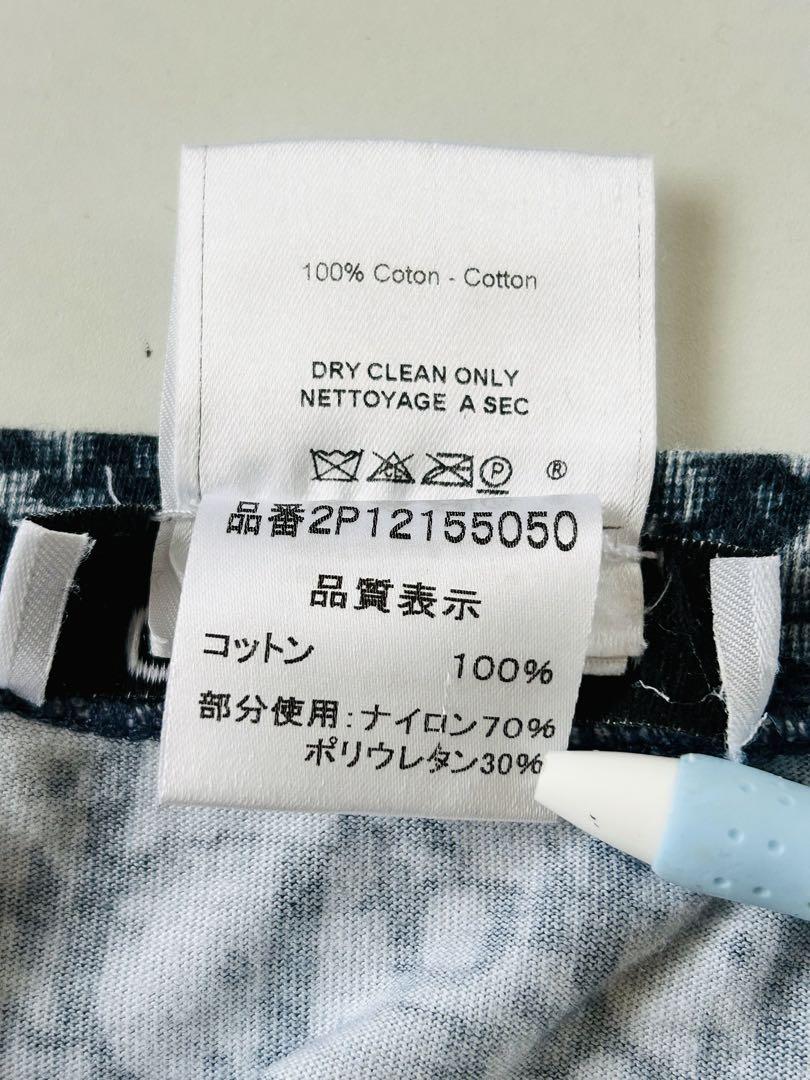 100% Coton - Cotton
DRY CLEAN ONLY
NETTOYAGE A SEC
CL P ®
品番2P12155050
品質表示
コットン 100%
部分使用:ナイロン70%
ポリウレタン30%